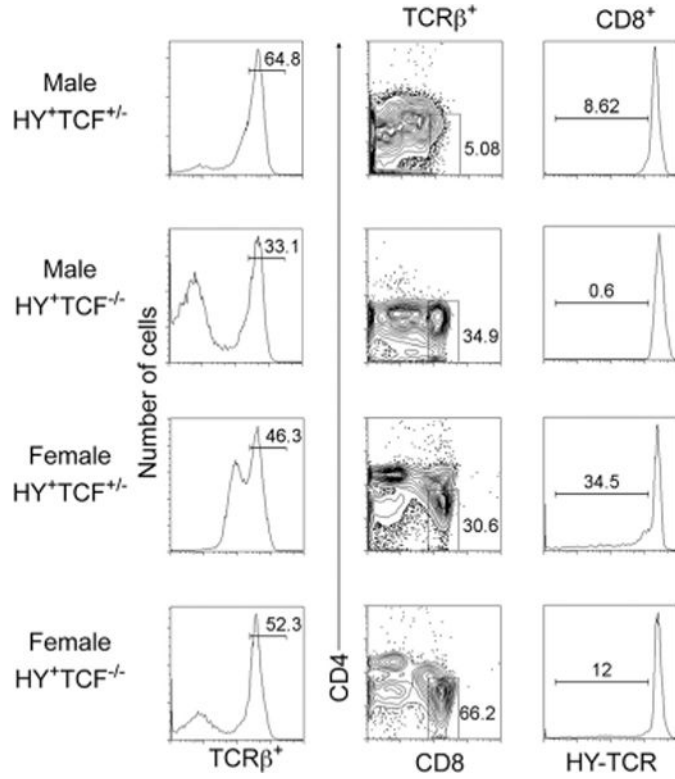 TCRβ⁺ CD8⁺
Male
HY⁺TCF⁺/⁻
64.8
5.08
8.62
Male
HY⁺TCF⁻/⁻
33.1
34.9
0.6
Number of cells
Female
HY⁺TCF⁺/⁻
46.3
30.6
34.5
Female
HY⁺TCF⁻/⁻
52.3
66.2
12
CD4
TCRβ⁺ CD8 HY-TCR